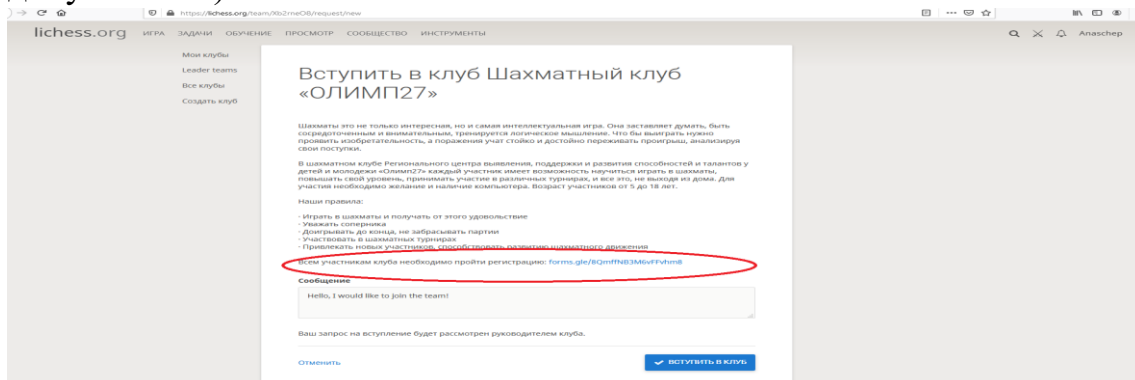 https://lichess.org/team/Xb2rneOB/request/new
lichess.org ИГРА ЗАДАЧИ ОБУЧЕНИЕ ПРОСМОТР СООБЩЕСТВО ИНСТРУМЕНТЫ Anaschep
Мои клубы
Leader teams
Все клубы
Создать клуб
Вступить в клуб Шахматный клуб
«ОЛИМП27»
Шахматы это не только интересная, но и самая интеллектуальная игра. Она заставляет думать, быть
сосредоточенным и внимательным, тренируется логическое мышление. Что бы выиграть нужно
проявить изобретательность, а поражения учат стойко и достойно переживать проигрыш, анализируя
свои поступки.
В шахматном клубе Регионального центра выявления, поддержки и развития способностей и талантов у
детей и молодежи «Олимп27» каждый участник имеет возможность научиться играть в шахматы,
повышать свой уровень, принимать участие в различных турнирах, и все это, не выходя из дома. Для
участия необходимо желание и наличие компьютера. Возраст участников от 5 до 18 лет.
Наши правила:
- Играть в шахматы и получать от этого удовольствие
- Уважать соперника
- Доигрывать до конца, не забрасывать партии
- Участвовать в шахматных турнирах
- Привлекать новых участников, способствовать развитию шахматного движения
Всем участникам клуба необходимо пройти регистрацию: forms.gle/8QmffNB3M6vFFvhm8
Сообщение
Hello, I would like to join the team!
Ваш запрос на вступление будет рассмотрен руководителем клуба.
Отменить ВСТУПИТЬ В КЛУБ